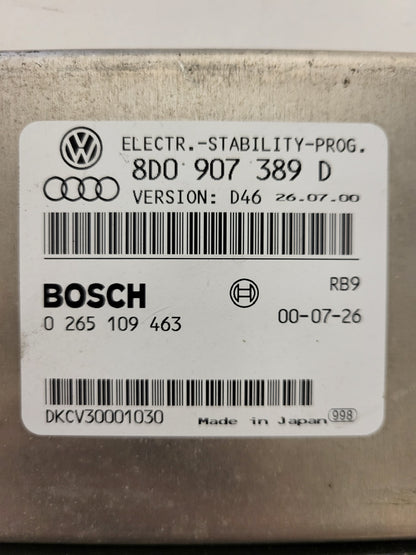 ELECTR.-STABILITY-PROG.
8D0 907 389 D
VERSION: D46 26.07.00
BOSCH RB9
0 265 109 463 00-07-26
DKCV30001030 Made in Japan 998